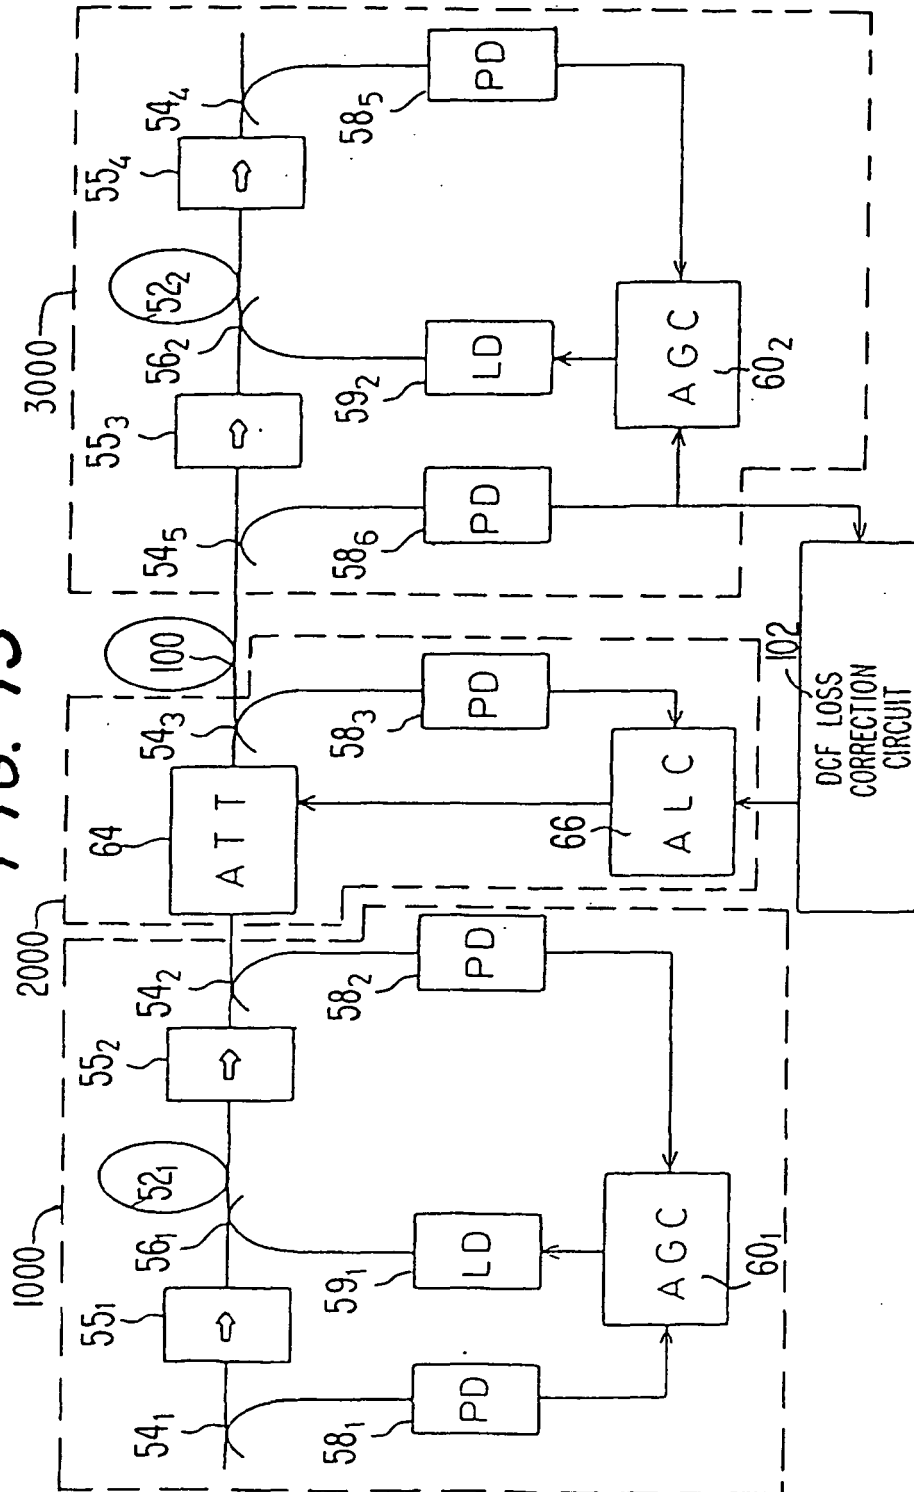 1000
2000
3000
54₁
55₁
56₁
52₁
55₂
54₂
64
ATT
54₃
100
54₅
55₃
56₂
52₂
55₄
54₄
58₁
PD
59₁
LD
58₂
PD
58₃
PD
58₆
PD
59₂
LD
58₅
PD
AGC
60₁
66
ALC
AGC
60₂
102
DCF LOSS
CORRECTION
CIRCUIT